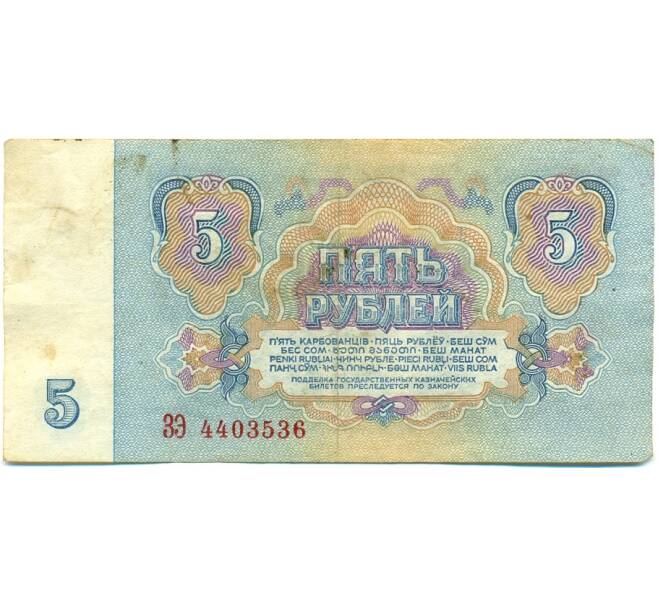 5 5
ПЯТЬ
РУБЛЕЙ
П'ЯТЬ КАРБОВАНЦІВ · ПЯЦЬ РУБЛЁЎ · БЕШ СЎМ
БЕС СОМ · ᲮᲣᲗᲘ ᲛᲐᲜᲔᲗᲘ · БЕШ МАНАТ
PENKI RUBLIAI · ЧИНЧ РУБЛЕ · PIECI RUBĻI · БЕШ СОМ
ПАНҶ СЎМ · ՀԻՆԳ ՌՈՒԲԼԻ · БӘШ МАНАТ · VIIS RUBLA
ПОДДЕЛКА ГОСУДАРСТВЕННЫХ КАЗНАЧЕЙСКИХ
БИЛЕТОВ ПРЕСЛЕДУЕТСЯ ПО ЗАКОНУ
5
ЗЭ 4403536